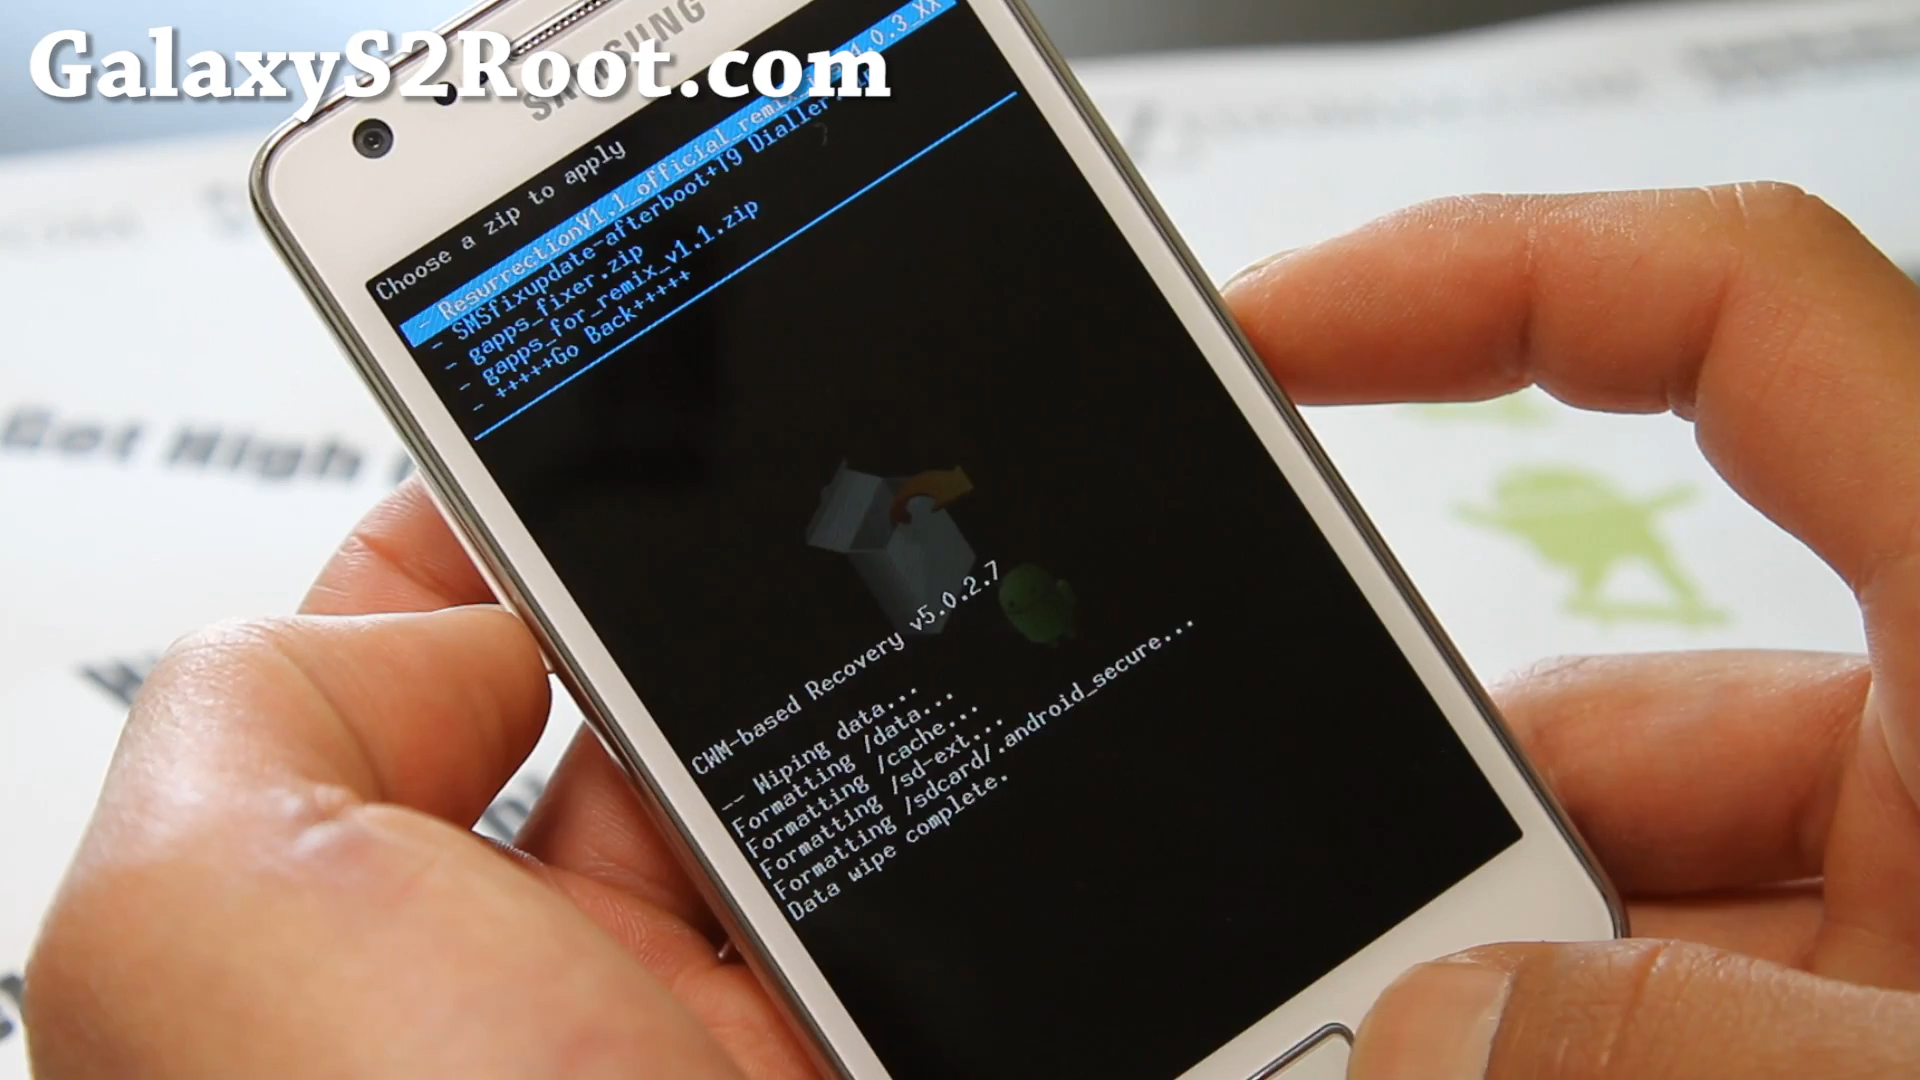 GalaxyS2Root.com
SAMSUNG
Choose a zip to apply
- ResurrectionV1.1_official_remix
- SMSfixupdate-afterboot+T9 Dialler
- gapps_fixer.zip
- gapps_for_remix_v1.1.zip
- +++++Go Back+++++
CWM-based Recovery v5.0.2.7
-- Wiping data...
Formatting /data...
Formatting /cache...
Formatting /sd-ext...
Formatting /sdcard/.android_secure...
Data wipe complete.
Got High